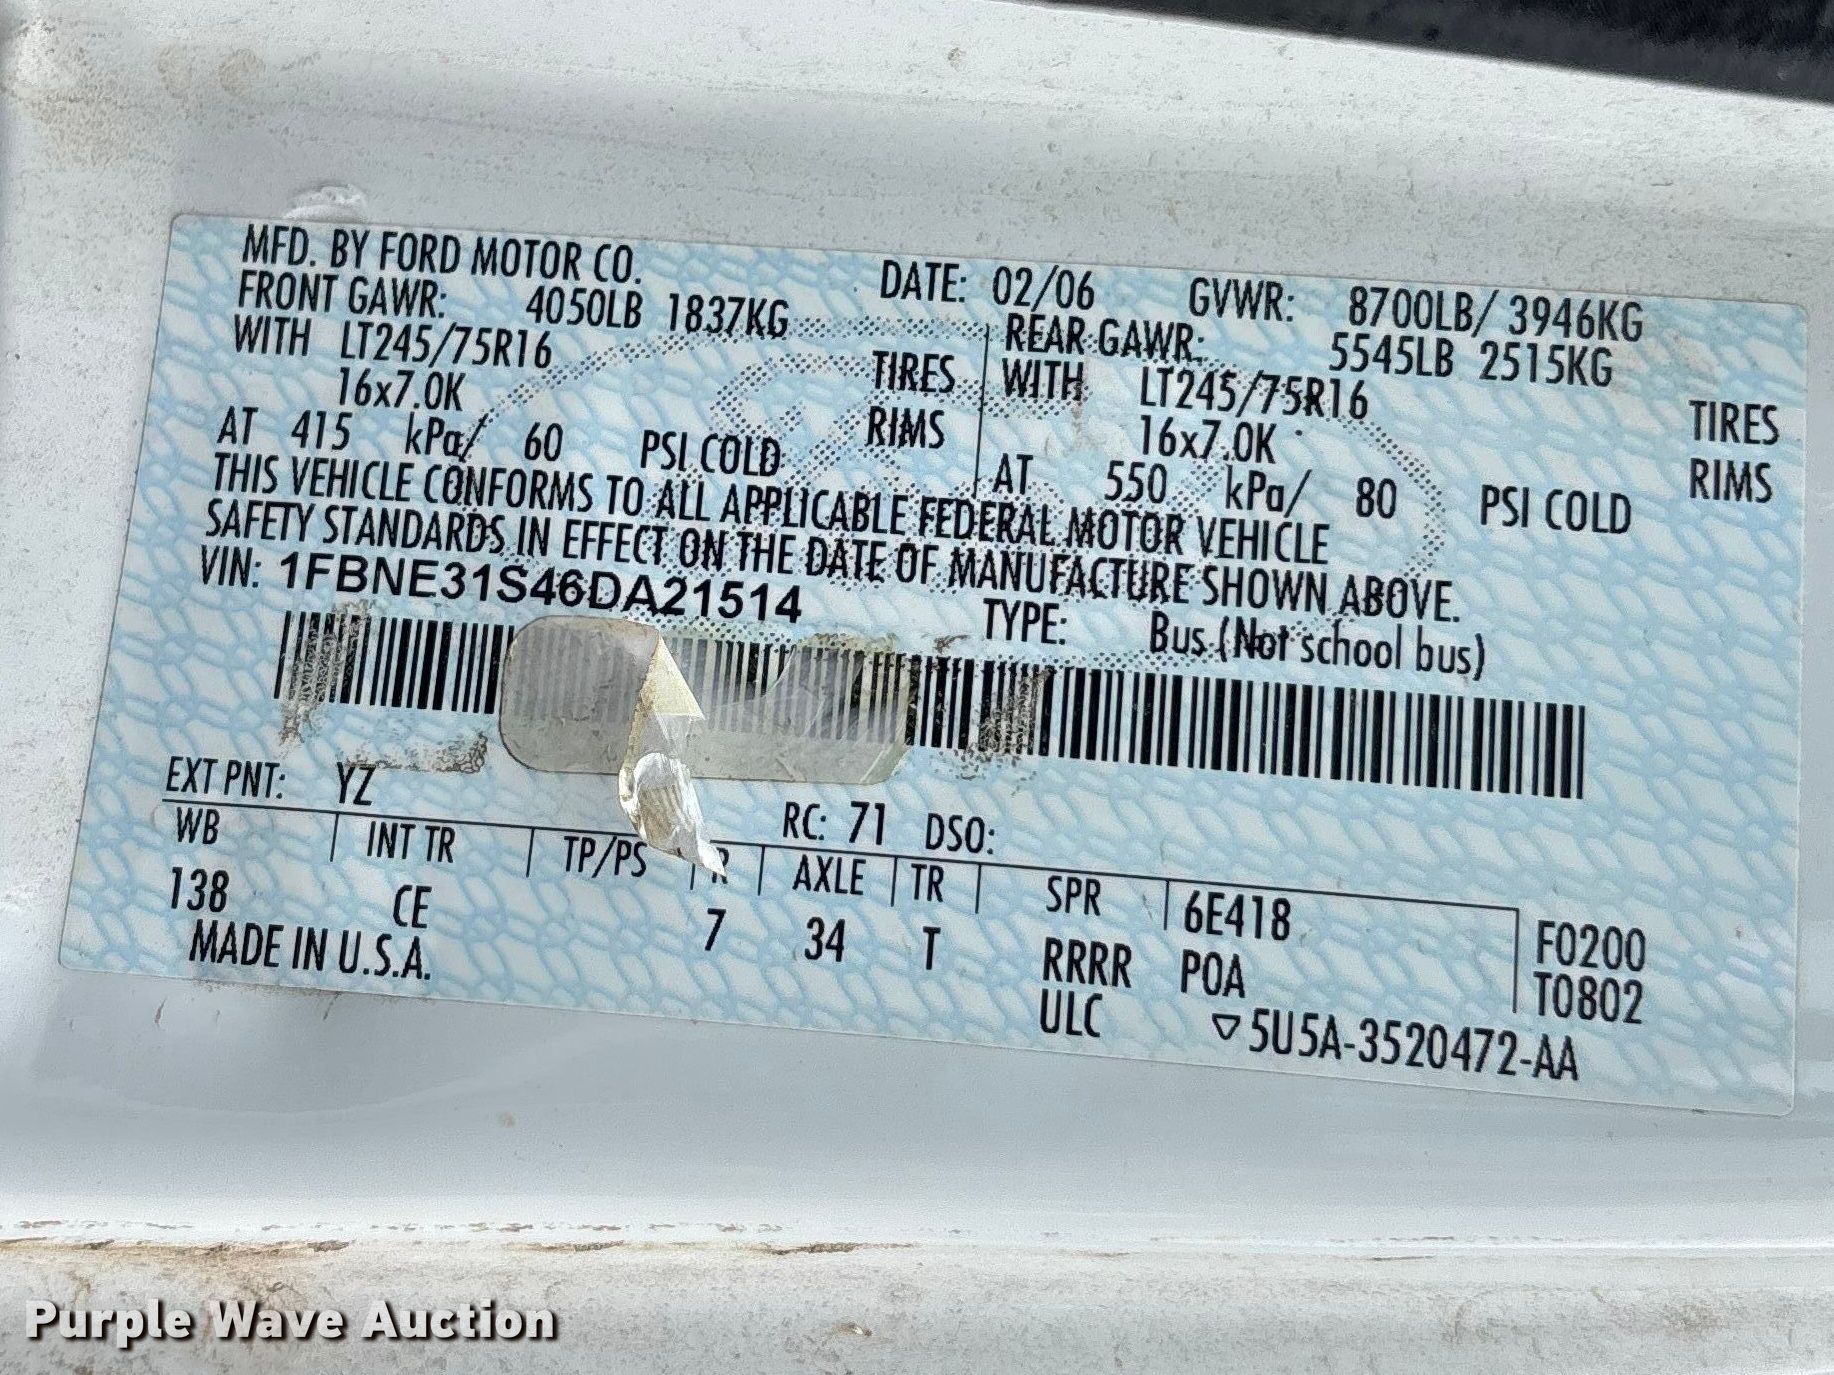 MFD. BY FORD MOTOR CO. DATE: 02/06 GVWR: 8700LB/ 3946KG
FRONT GAWR: 4050LB 1837KG REAR GAWR: 5545LB 2515KG
WITH LT245/75R16 TIRES WITH LT245/75R16 TIRES
16x7.0K RIMS 16x7.0K RIMS
AT 415 kPa/ 60 PSI COLD AT 550 kPa/ 80 PSI COLD
THIS VEHICLE CONFORMS TO ALL APPLICABLE FEDERAL MOTOR VEHICLE
SAFETY STANDARDS IN EFFECT ON THE DATE OF MANUFACTURE SHOWN ABOVE.
VIN: 1FBNE31S46DA21514 TYPE: Bus (Not school bus)
EXT PNT: YZ RC: 71 DSO:
WB INT TR TP/PS R AXLE TR SPR 6E418 F0200
138 CE 7 34 T RRRR POA T0802
MADE IN U.S.A. ULC ▽5U5A-3520472-AA
Purple Wave Auction